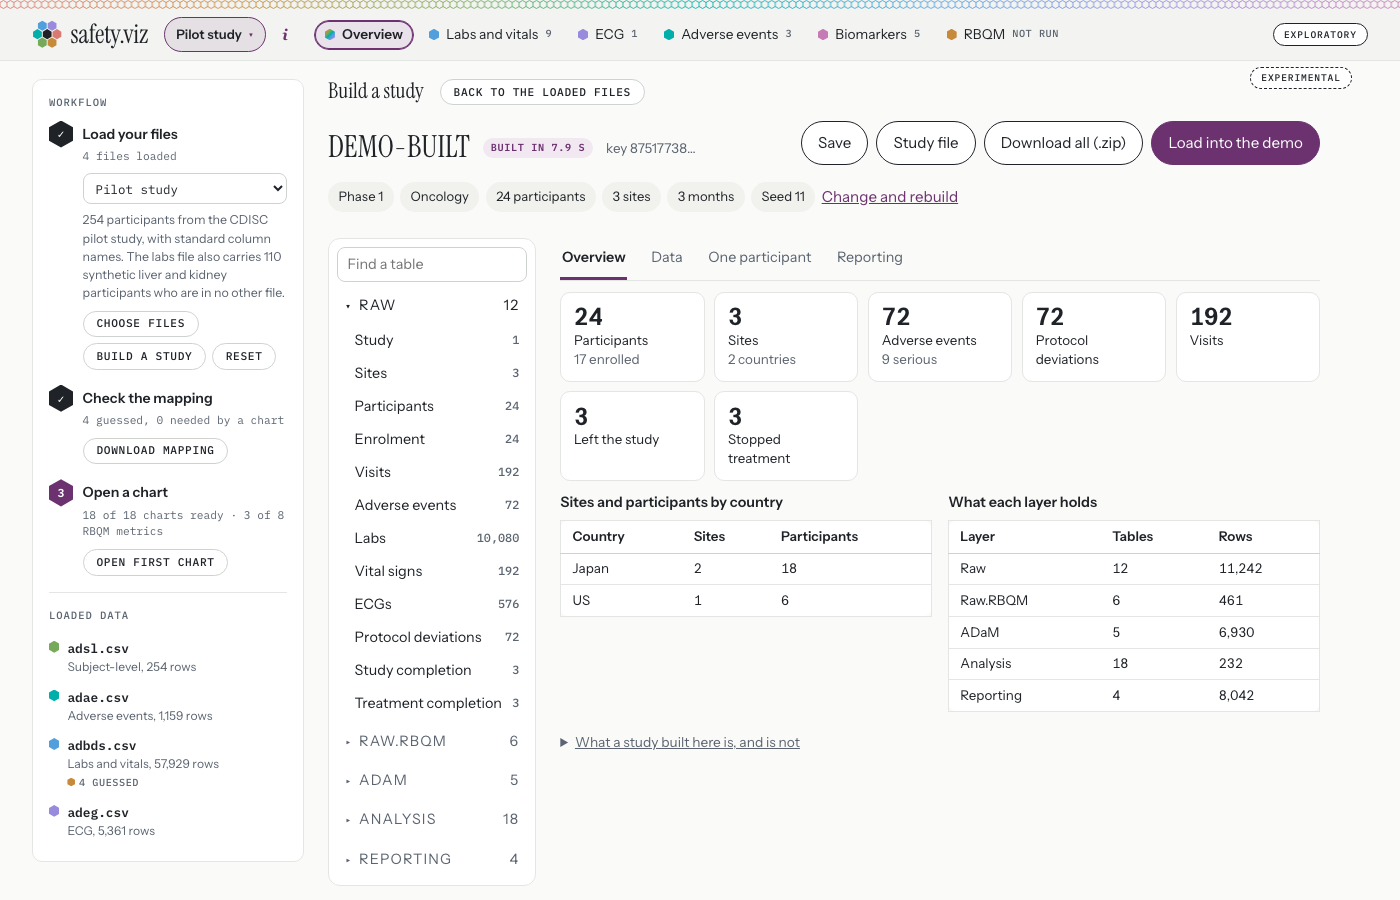 safety.viz
Pilot study
i
Overview
Labs and vitals 9
ECG 1
Adverse events 3
Biomarkers 5
RBQM NOT RUN
EXPLORATORY
EXPERIMENTAL
WORKFLOW
✓ Load your files
4 files loaded
Pilot study
254 participants from the CDISC
pilot study, with standard column
names. The labs file also carries 110
synthetic liver and kidney
participants who are in no other file.
CHOOSE FILES
BUILD A STUDY
RESET
✓ Check the mapping
4 guessed, 0 needed by a chart
DOWNLOAD MAPPING
3 Open a chart
18 of 18 charts ready · 3 of 8
RBQM metrics
OPEN FIRST CHART
LOADED DATA
adsl.csv
Subject-level, 254 rows
adae.csv
Adverse events, 1,159 rows
adbds.csv
Labs and vitals, 57,929 rows
4 GUESSED
adeg.csv
ECG, 5,361 rows
Build a study
BACK TO THE LOADED FILES
DEMO-BUILT
BUILT IN 7.9 S
key 87517738…
Save
Study file
Download all (.zip)
Load into the demo
Phase 1
Oncology
24 participants
3 sites
3 months
Seed 11
Change and rebuild
Find a table
RAW 12
Study 1
Sites 3
Participants 24
Enrolment 24
Visits 192
Adverse events 72
Labs 10,080
Vital signs 192
ECGs 576
Protocol deviations 72
Study completion 3
Treatment completion 3
RAW.RBQM 6
ADAM 5
ANALYSIS 18
REPORTING 4
Overview
Data
One participant
Reporting
24
Participants
17 enrolled
3
Sites
2 countries
72
Adverse events
9 serious
72
Protocol
deviations
192
Visits
3
Left the study
3
Stopped
treatment
Sites and participants by country
Country Sites Participants
Japan 2 18
US 1 6
What each layer holds
Layer Tables Rows
Raw 12 11,242
Raw.RBQM 6 461
ADaM 5 6,930
Analysis 18 232
Reporting 4 8,042
What a study built here is, and is not